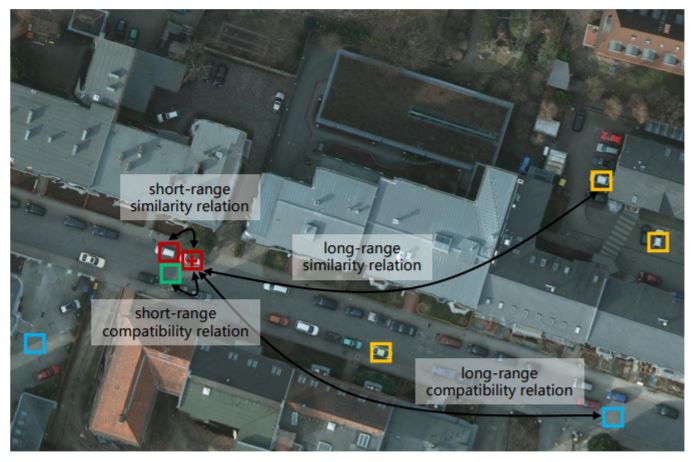 short-range
similarity relation
long-range
similarity relation
short-range
compatibility relation
long-range
compatibility relation